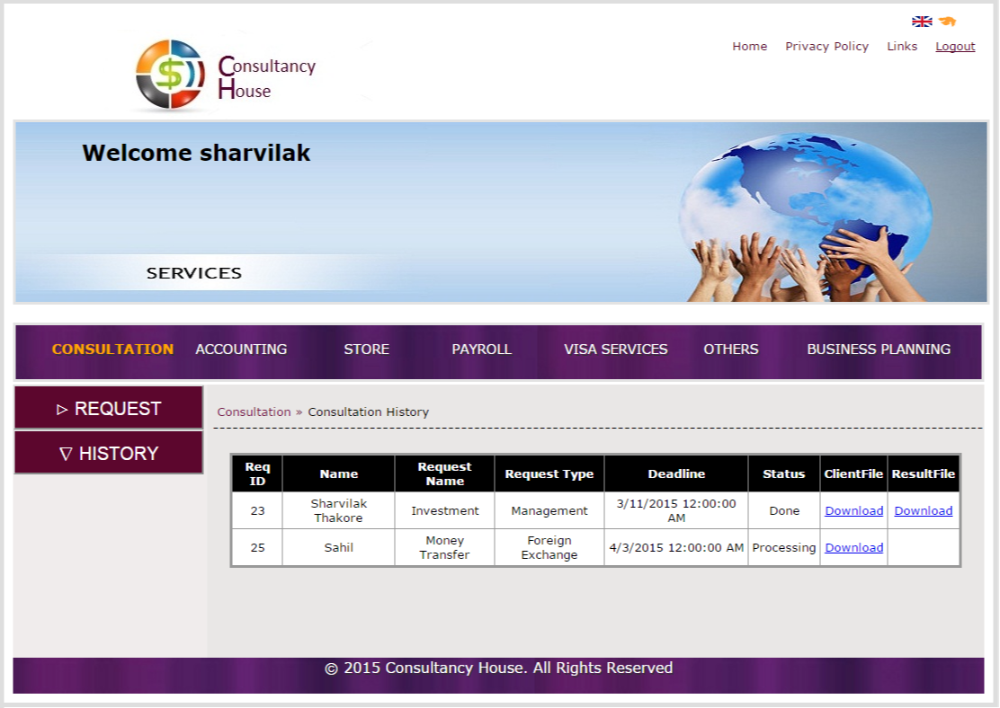 Home Privacy Policy Links Logout
$
Consultancy
House
Welcome sharvilak
SERVICES
CONSULTATION ACCOUNTING STORE PAYROLL VISA SERVICES OTHERS BUSINESS PLANNING
▷ REQUEST
▽ HISTORY
Consultation » Consultation History
Req ID Name Request Name Request Type Deadline Status ClientFile ResultFile
23 Sharvilak Thakore Investment Management 3/11/2015 12:00:00 AM Done Download Download
25 Sahil Money Transfer Foreign Exchange 4/3/2015 12:00:00 AM Processing Download
© 2015 Consultancy House. All Rights Reserved